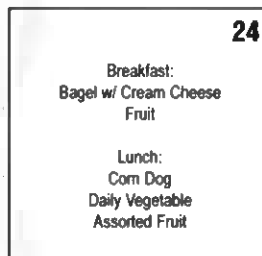 24
Breakfast:
Bagel w/ Cream Cheese
Fruit
Lunch:
Corn Dog
Daily Vegetable
Assorted Fruit